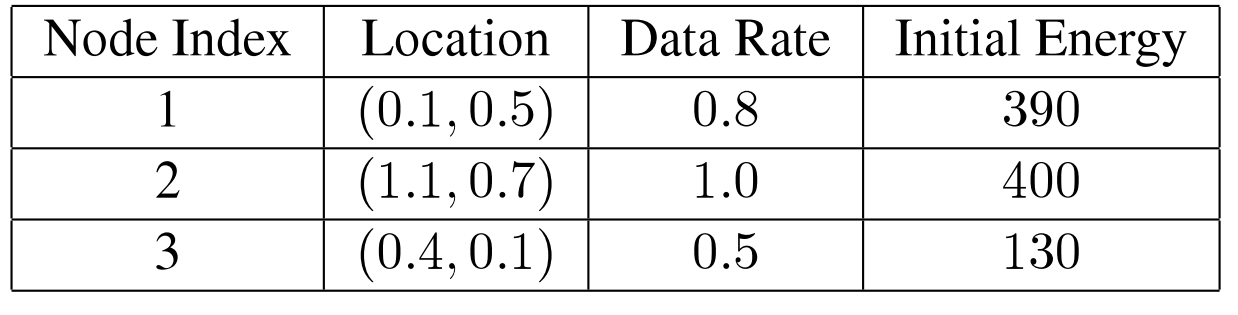 Node Index Location Data Rate Initial Energy
1 (0.1, 0.5) 0.8 390
2 (1.1, 0.7) 1.0 400
3 (0.4, 0.1) 0.5 130